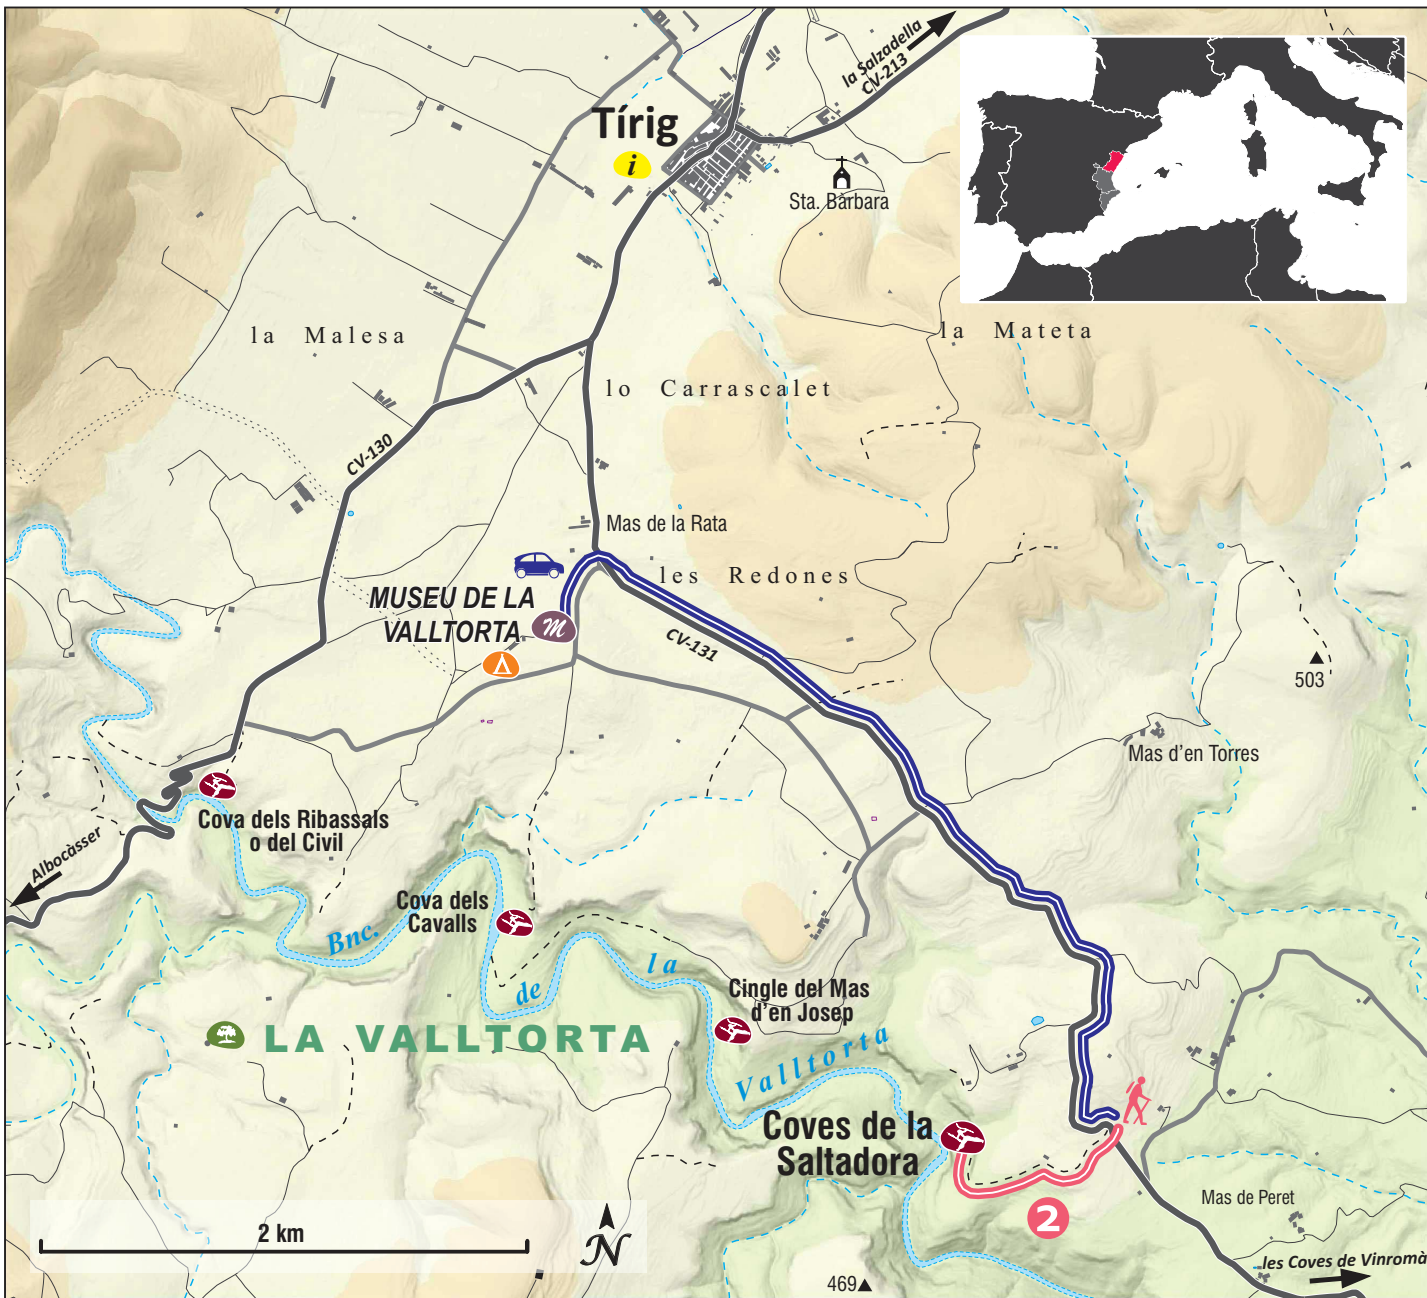 la Salzadella
CV-213
Tírig
i
Sta. Bàrbara
la Malesa
la Mateta
lo Carrascalet
CV-130
Mas de la Rata
les Redones
MUSEU DE LA
VALLTORTA
M
CV-131
503
Mas d'en Torres
Cova dels Ribassals
o del Civil
Albocàsser
Cova dels
Cavalls
Bnc.
de
la
Valltorta
Cingle del Mas
d'en Josep
LA VALLTORTA
Coves de la
Saltadora
2
Mas de Peret
2 km
N
469
les Coves de Vinromà